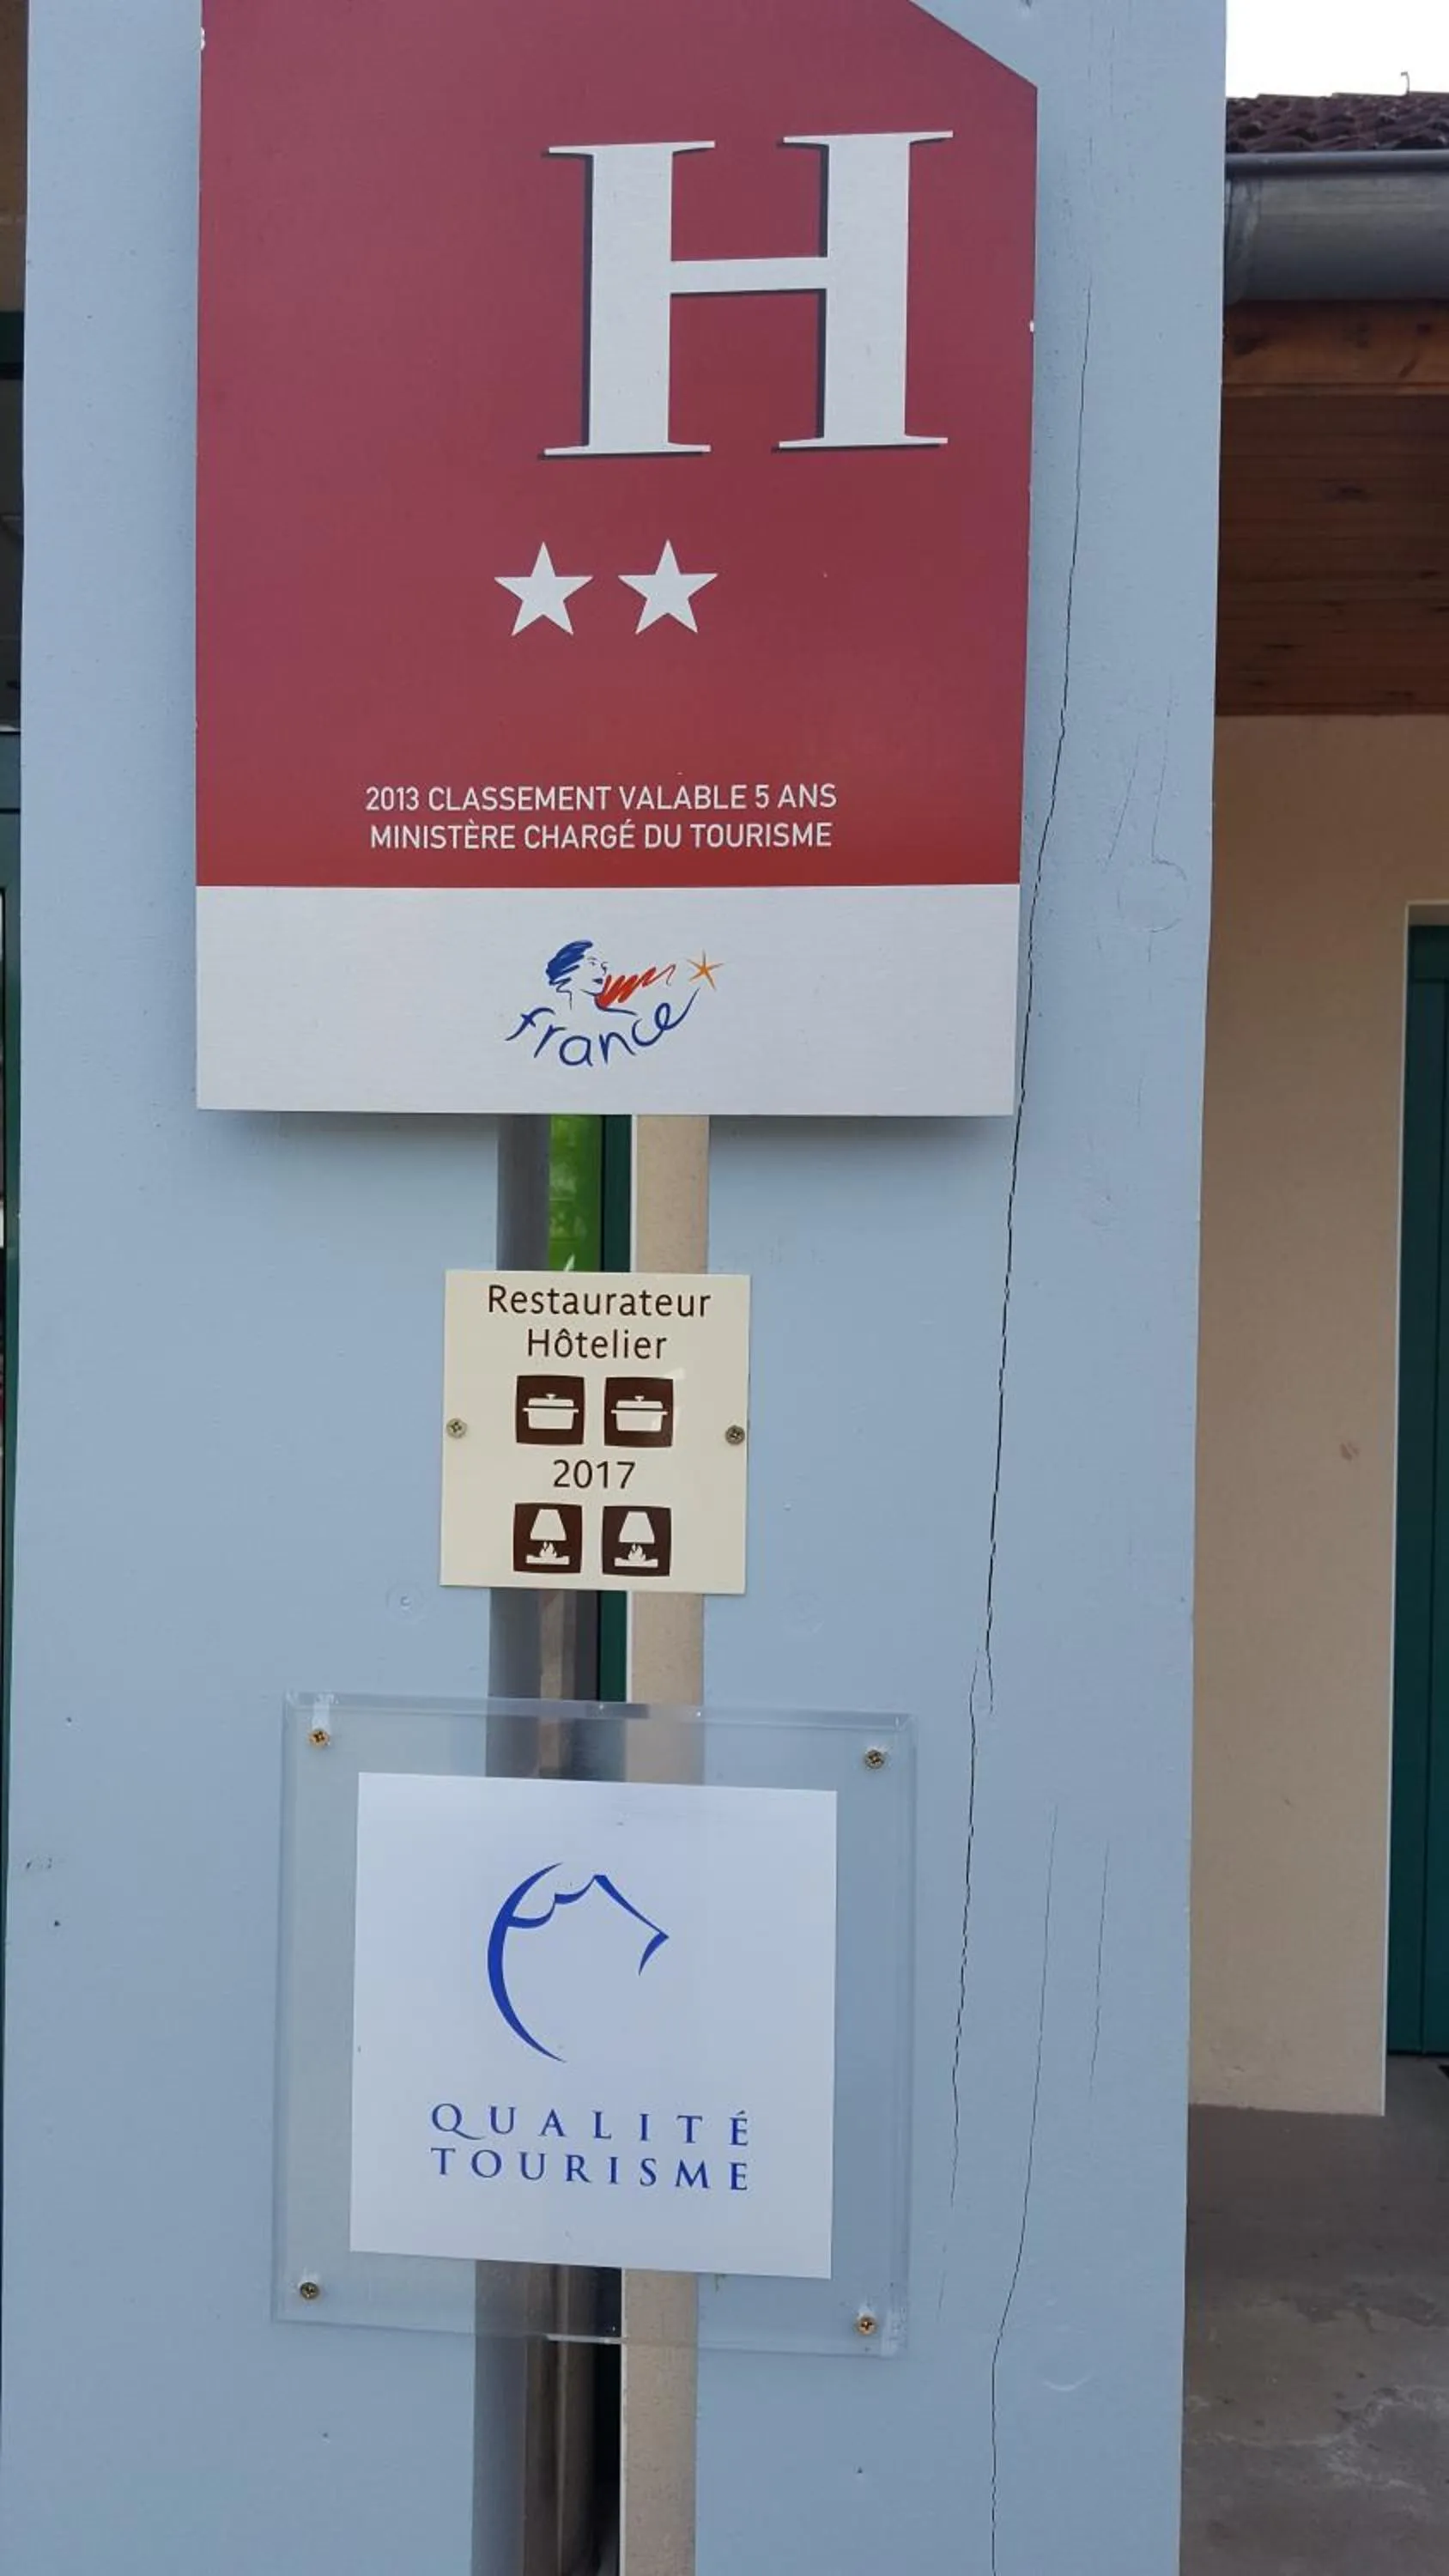 H
2013 CLASSEMENT VALABLE 5 ANS
MINISTÈRE CHARGÉ DU TOURISME
france
Restaurateur
Hôtelier
2017
QUALITÉ
TOURISME